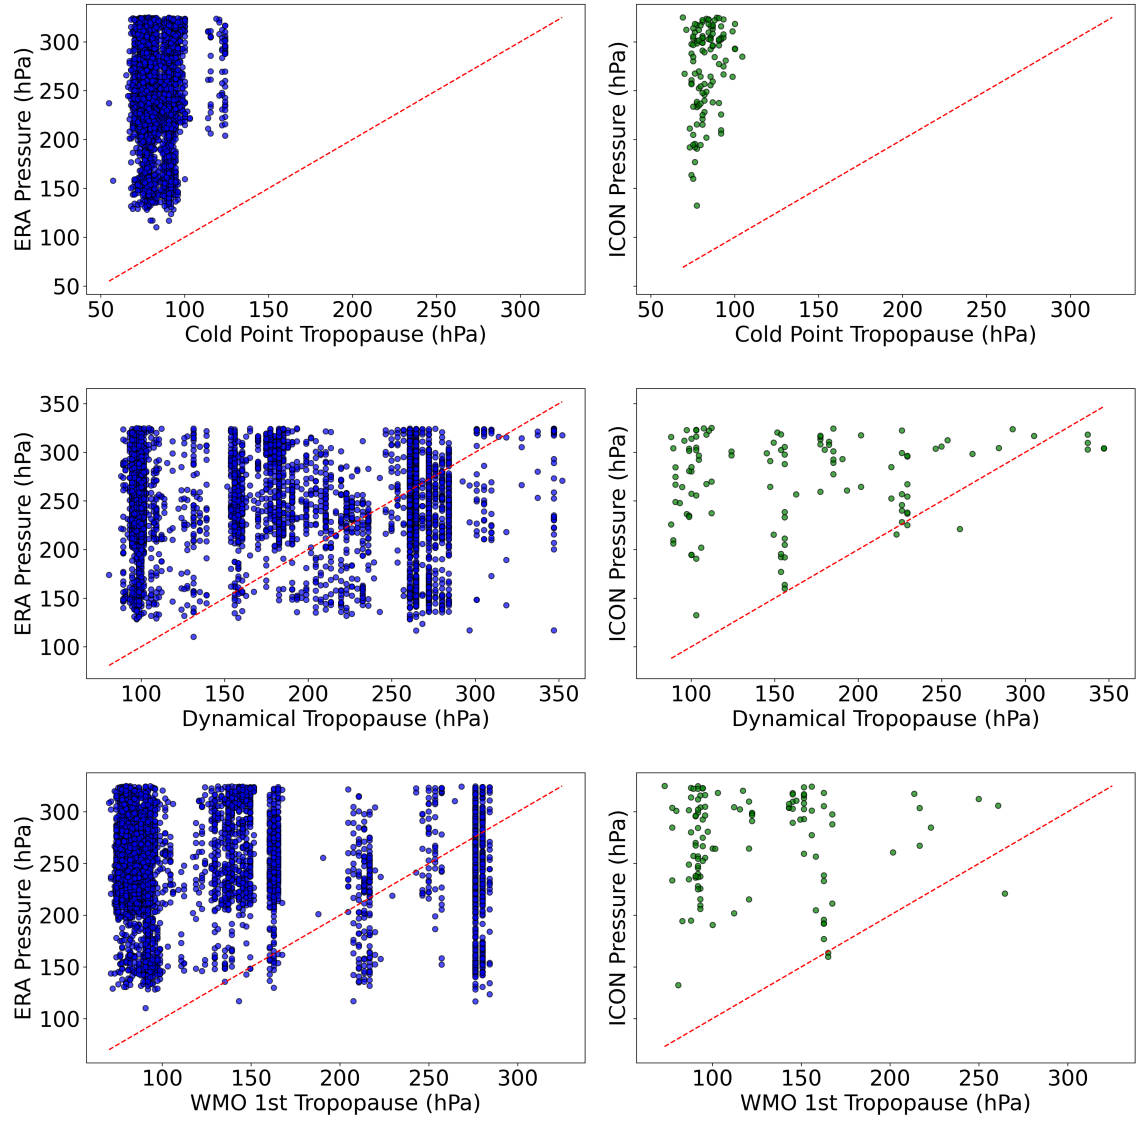 300
250
200
150
100
50
ERA Pressure (hPa)
50 100 150 200 250 300
Cold Point Tropopause (hPa)
ICON Pressure (hPa)
50 100 150 200 250 300
Cold Point Tropopause (hPa)
350
300
250
200
150
100
ERA Pressure (hPa)
100 150 200 250 300 350
Dynamical Tropopause (hPa)
ICON Pressure (hPa)
100 150 200 250 300 350
Dynamical Tropopause (hPa)
300
250
200
150
100
ERA Pressure (hPa)
100 150 200 250 300
WMO 1st Tropopause (hPa)
ICON Pressure (hPa)
100 150 200 250 300
WMO 1st Tropopause (hPa)